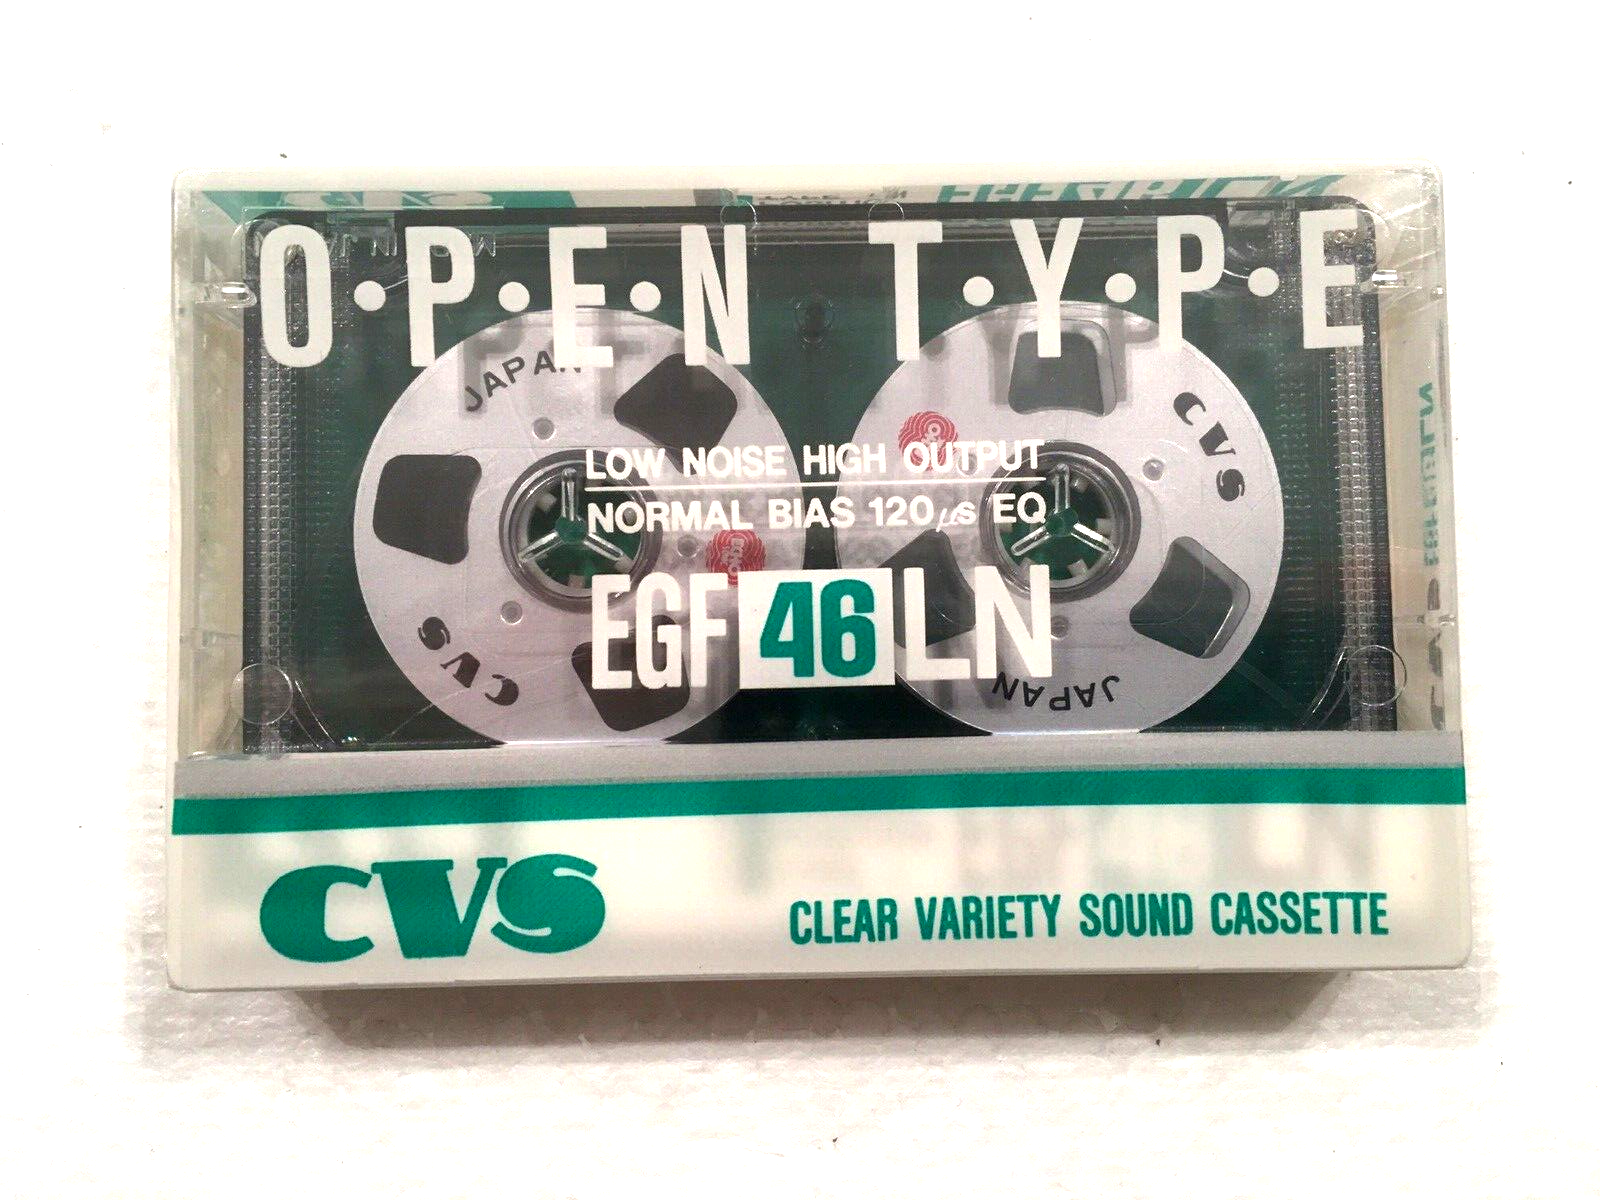 O·P·E·N T·Y·P·E
JAPAN
CVS
LOW NOISE HIGH OUTPUT
NORMAL BIAS 120µs EQ
EGF 46 LN
CVS
JAPAN
CVS
CLEAR VARIETY SOUND CASSETTE